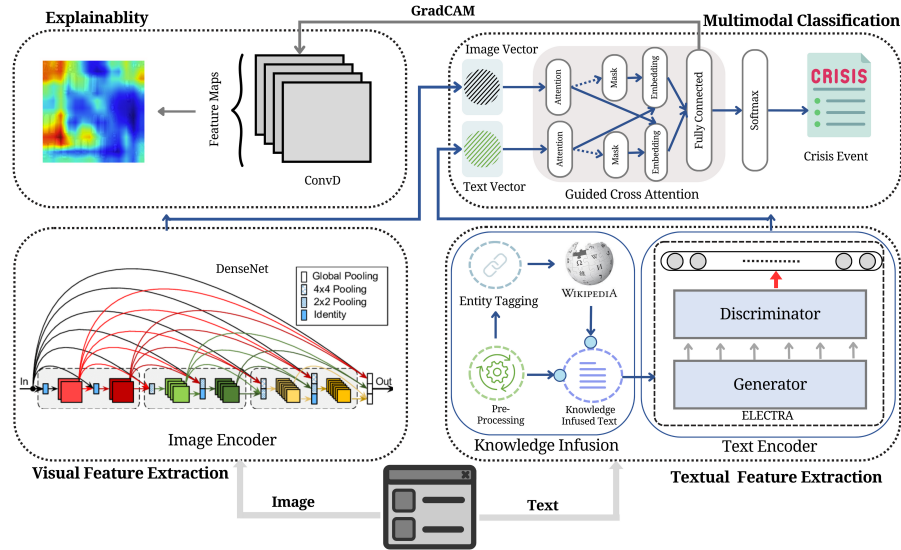 Explainablity
GradCAM
Multimodal Classification
Feature Maps
ConvD
Image Vector
Text Vector
Attention
Mask
Embedding
Attention
Mask
Embedding
Fully Connected
Guided Cross Attention
Softmax
CRISIS
Crisis Event
DenseNet
Global Pooling
4x4 Pooling
2x2 Pooling
Identity
In
Out
Image Encoder
Visual Feature Extraction
Entity Tagging
WIKIPEDIA
Pre-
Processing
Knowledge
Infused Text
Knowledge Infusion
Discriminator
Generator
ELECTRA
Text Encoder
Textual Feature Extraction
Image
Text